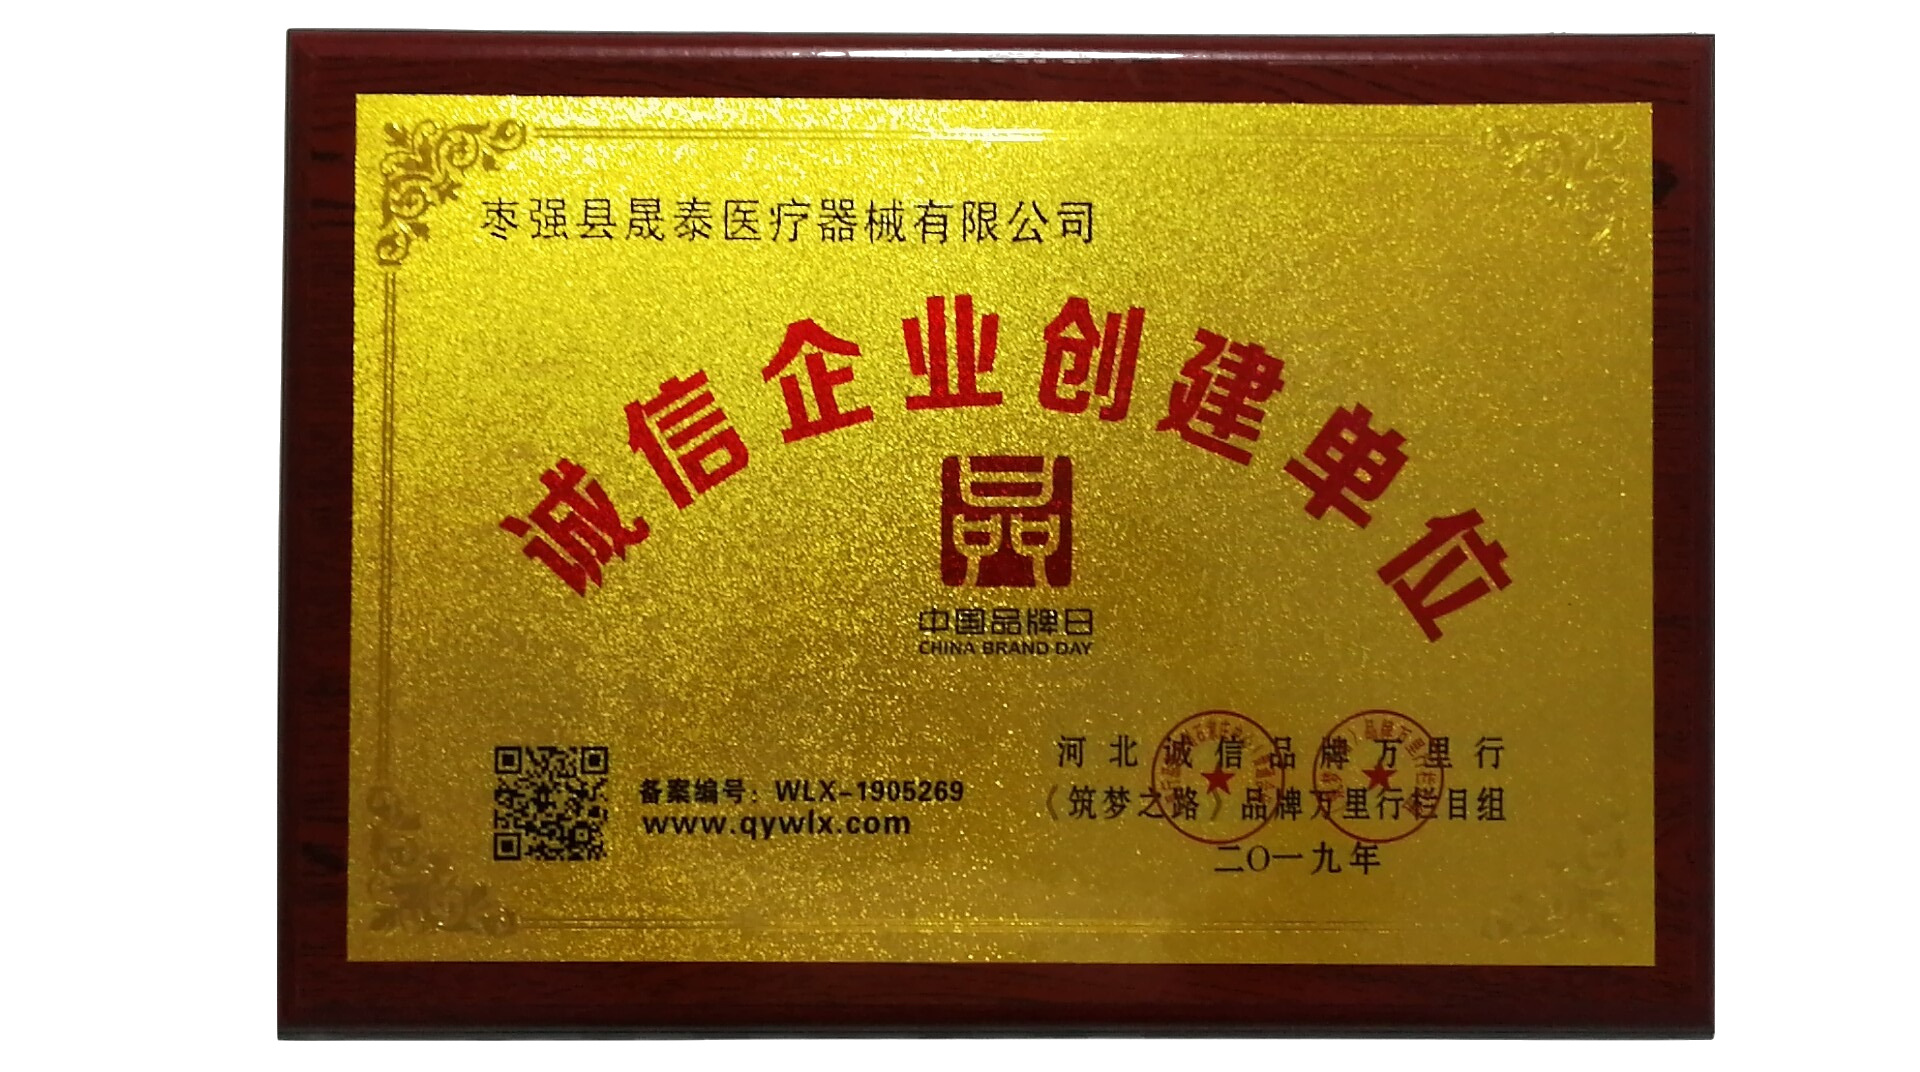 枣强县晟泰医疗器械有限公司
诚信企业创建单位
中国品牌日
CHINA BRAND DAY
备案编号：WLX-1905269
www.qywlx.com
河北诚信品牌万里行
《筑梦之路》品牌万里行栏目组
二〇一九年